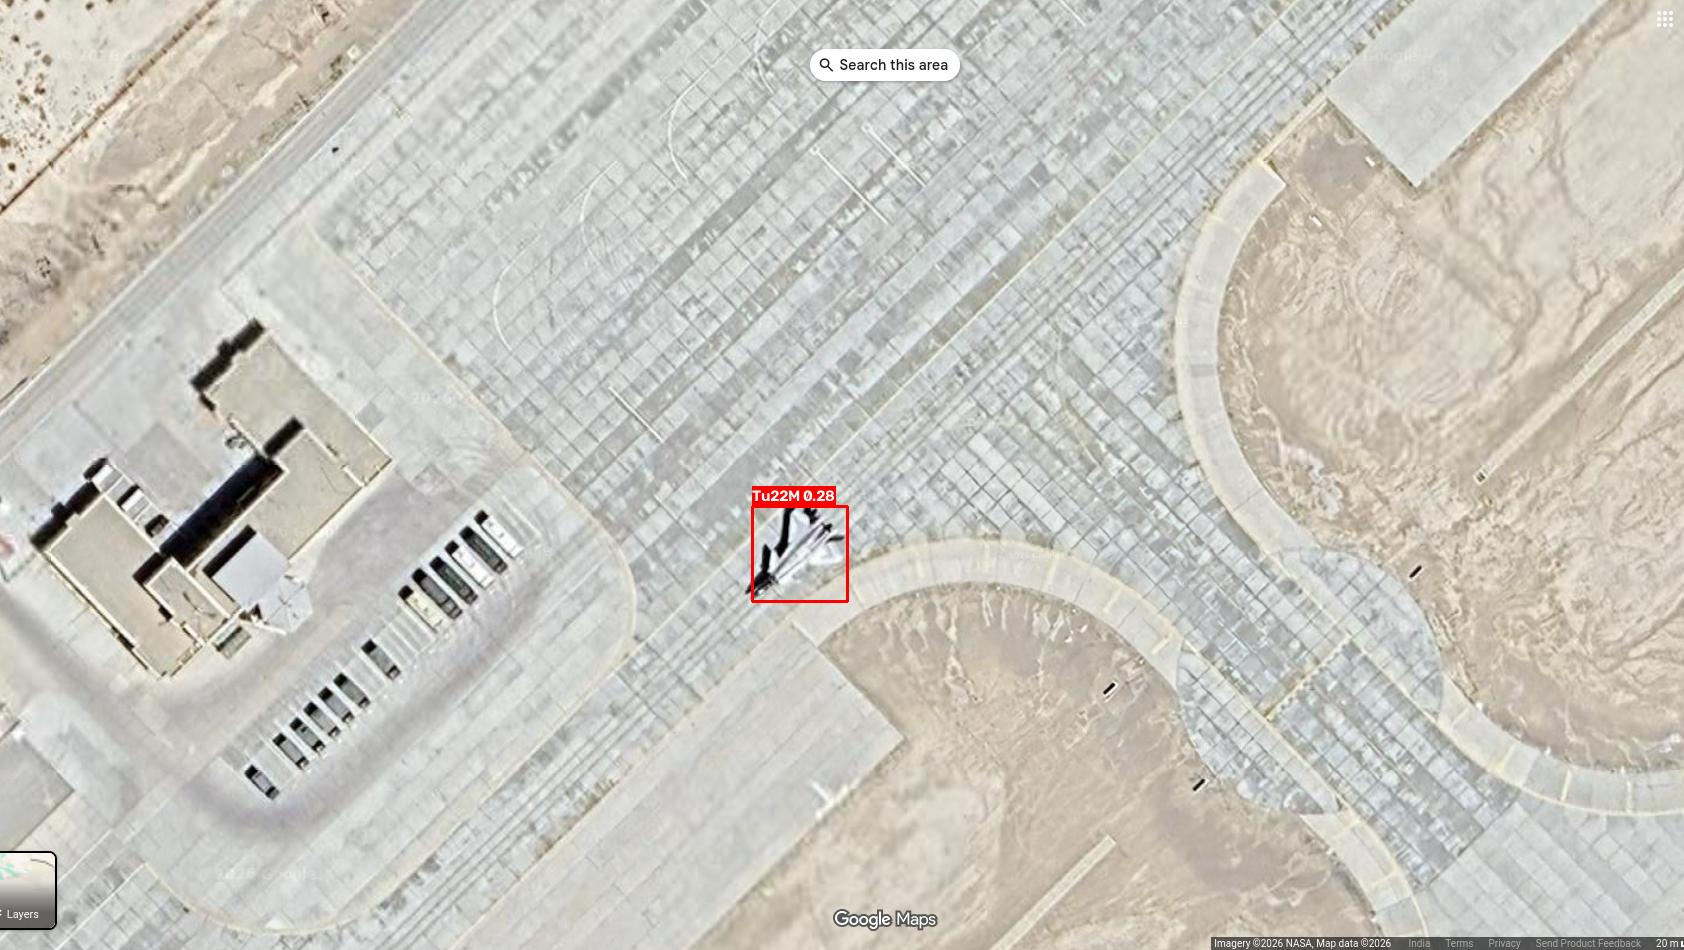 Search this area
Tu22M 0.28
Layers
Google Maps
Imagery ©2026 NASA, Map data ©2026 India Terms Privacy Send Product Feedback 20 m